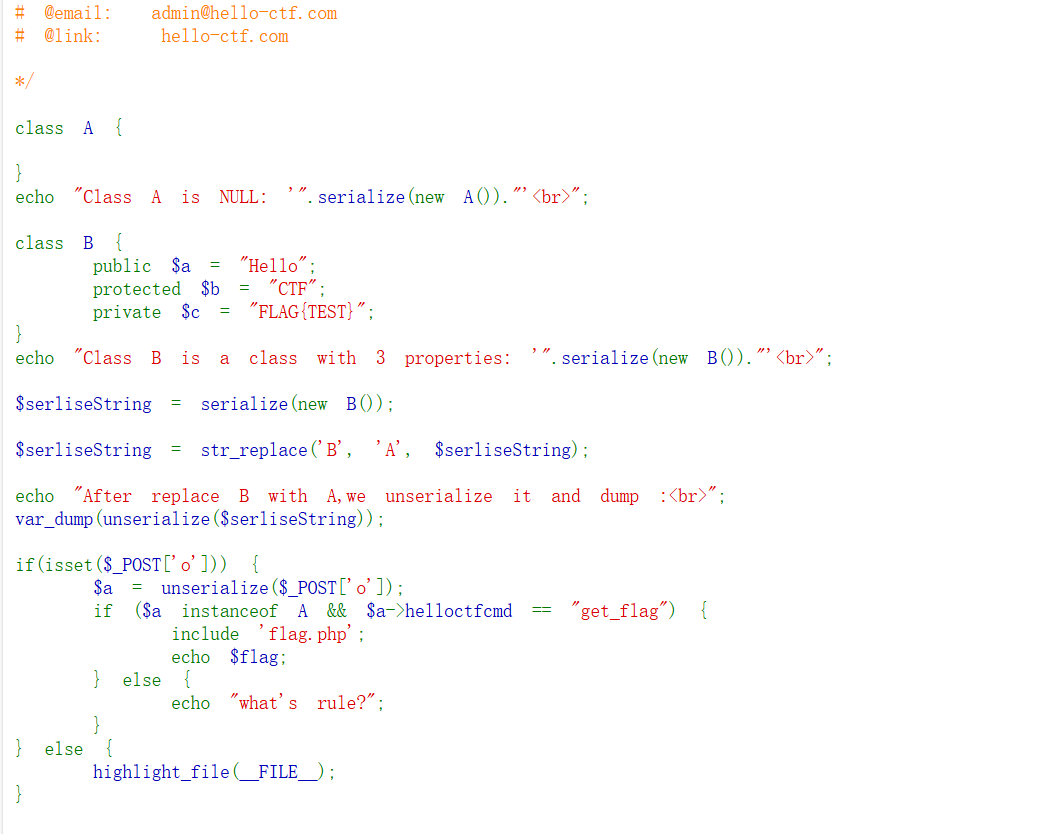 # @email: admin@hello-ctf.com
# @link: hello-ctf.com
*/
class A {
}
echo "Class A is NULL: '".serialize(new A())."'<br>";
class B {
public $a = "Hello";
protected $b = "CTF";
private $c = "FLAG{TEST}";
}
echo "Class B is a class with 3 properties: '".serialize(new B())."'<br>";
$serliseString = serialize(new B());
$serliseString = str_replace('B', 'A', $serliseString);
echo "After replace B with A,we unserialize it and dump :<br>";
var_dump(unserialize($serliseString));
if(isset($_POST['o'])) {
$a = unserialize($_POST['o']);
if ($a instanceof A && $a->helloctfcmd == "get_flag") {
include 'flag.php';
echo $flag;
} else {
echo "what's rule?";
}
} else {
highlight_file(__FILE__);
}